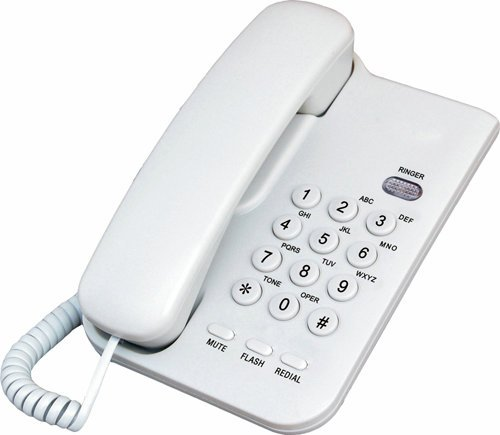 RINGER
1 2 ABC 3 DEF
GHI 4 JKL 5 MNO 6
PQRS 7 TUV 8 WXYZ 9
TONE * OPER 0 #
MUTE FLASH REDIAL